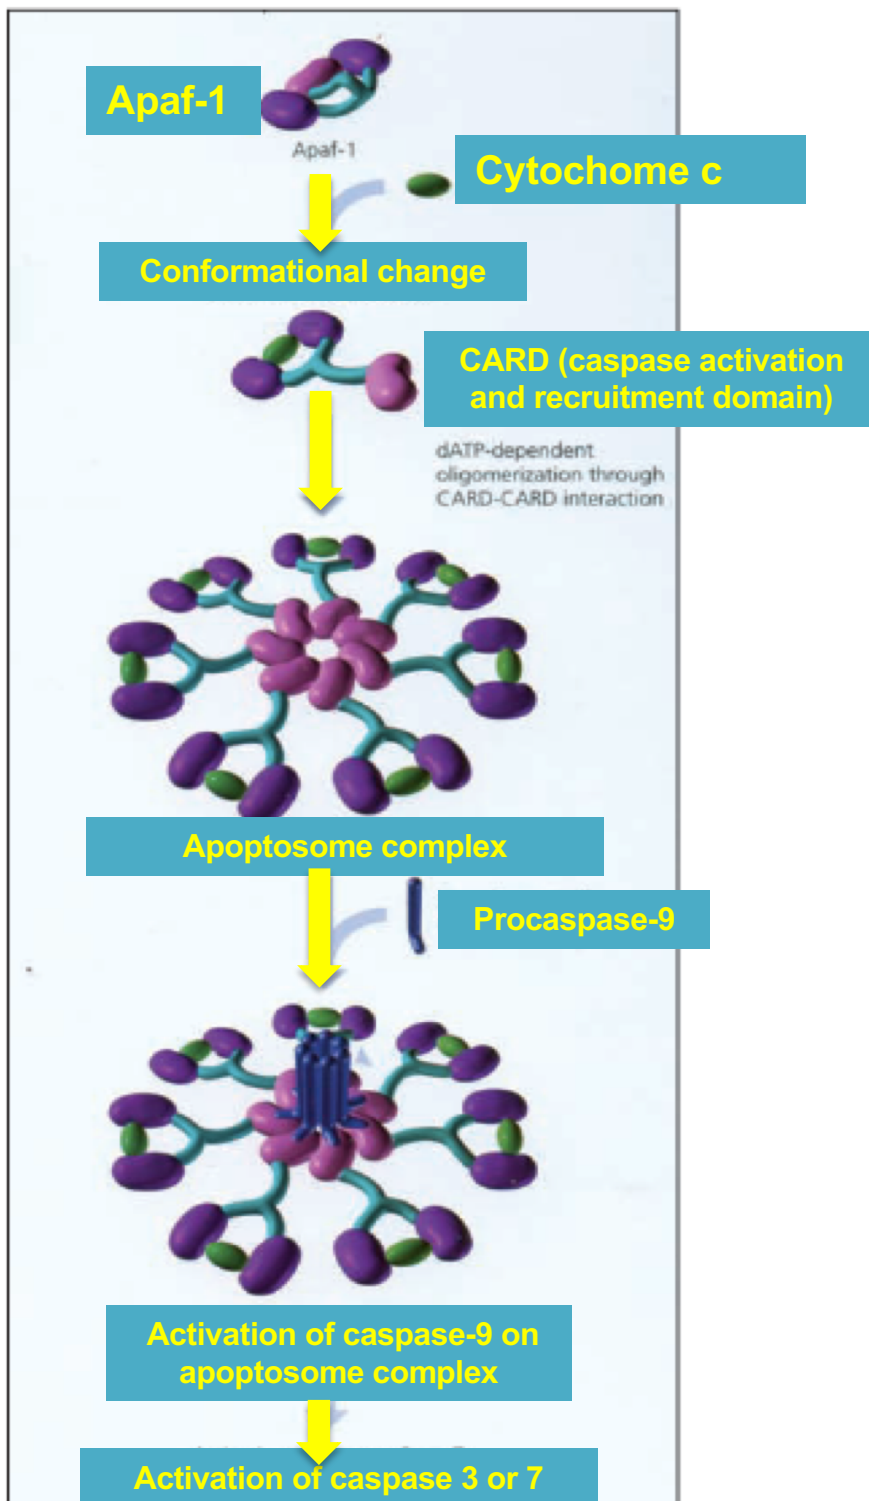 Apaf-1
Apaf-1
Cytochome c
Conformational change
CARD (caspase activation
and recruitment domain)
dATP-dependent
oligomerization through
CARD-CARD interaction
Apoptosome complex
Procaspase-9
Activation of caspase-9 on
apoptosome complex
Activation of caspase 3 or 7